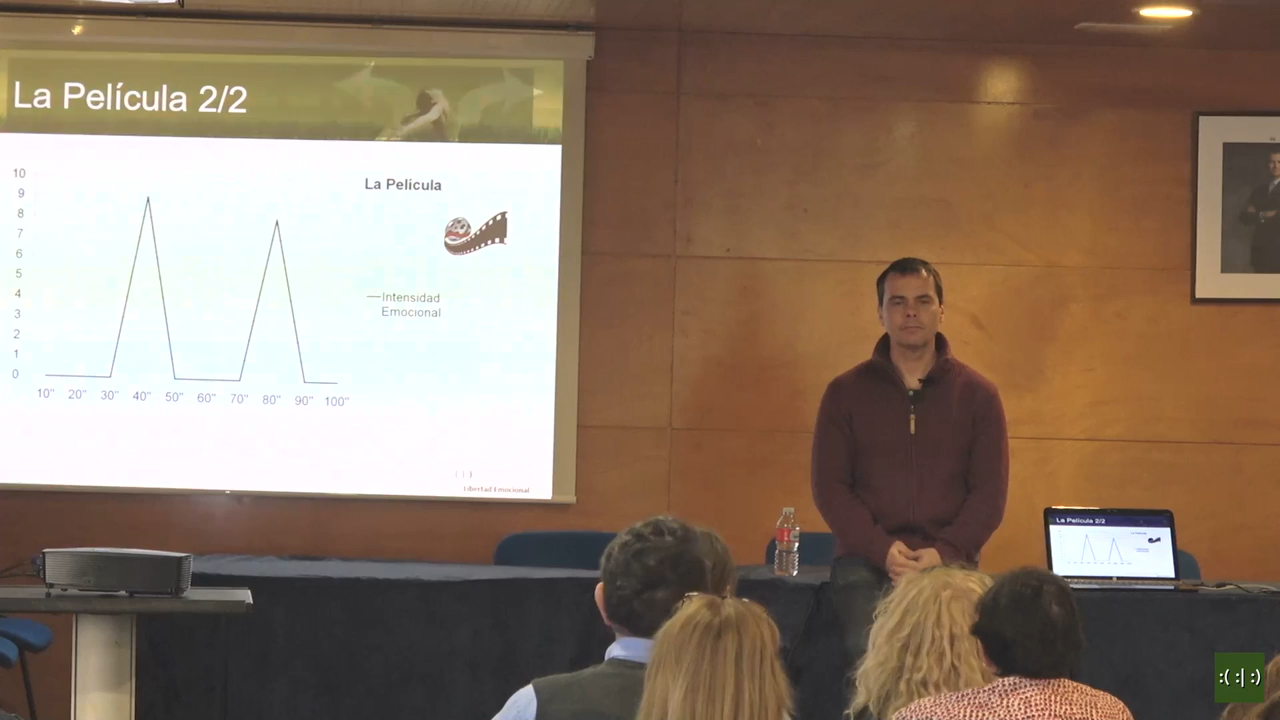 La Película 2/2
La Película
10
9
8
7
6
5
4
3
2
1
0
10" 20" 30" 40" 50" 60" 70" 80" 90" 100"
Intensidad
Emocional
Libertad Emocional
La Película 2/2
:( :| :)